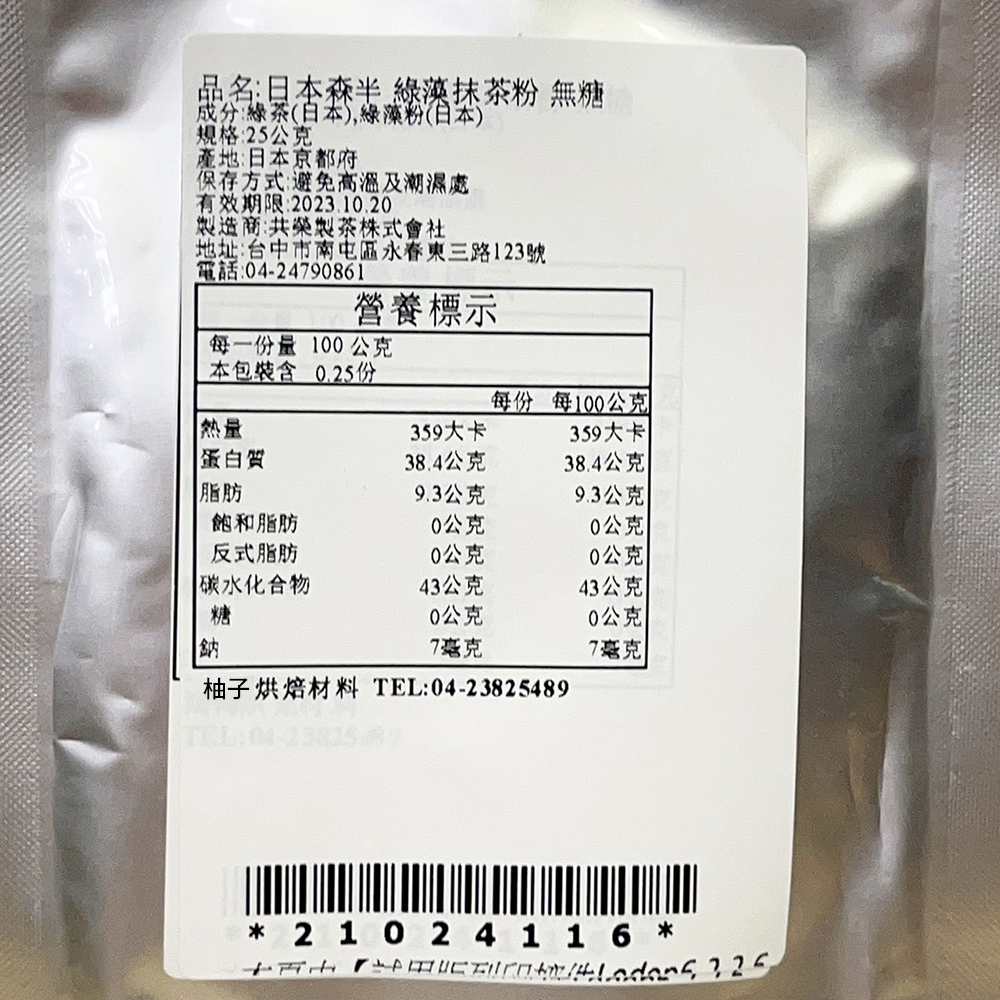 品名:日本森半 綠藻抹茶粉 無糖
成分:綠茶(日本),綠藻粉(日本)
規格:25公克
產地:日本京都府
保存方式:避免高溫及潮濕處
有效期限:2023.10.20
製造商:共榮製茶株式會社
地址:台中市南屯區永春東三路123號
電話:04-24790861
營養標示
每一份量 100 公克
本包裝含 0.25份
每份 每100公克
熱量 359大卡 359大卡
蛋白質 38.4公克 38.4公克
脂肪 9.3公克 9.3公克
飽和脂肪 0公克 0公克
反式脂肪 0公克 0公克
碳水化合物 43公克 43公克
糖 0公克 0公克
鈉 7毫克 7毫克
柚子烘焙材料 TEL:04-23825489
*21024116*